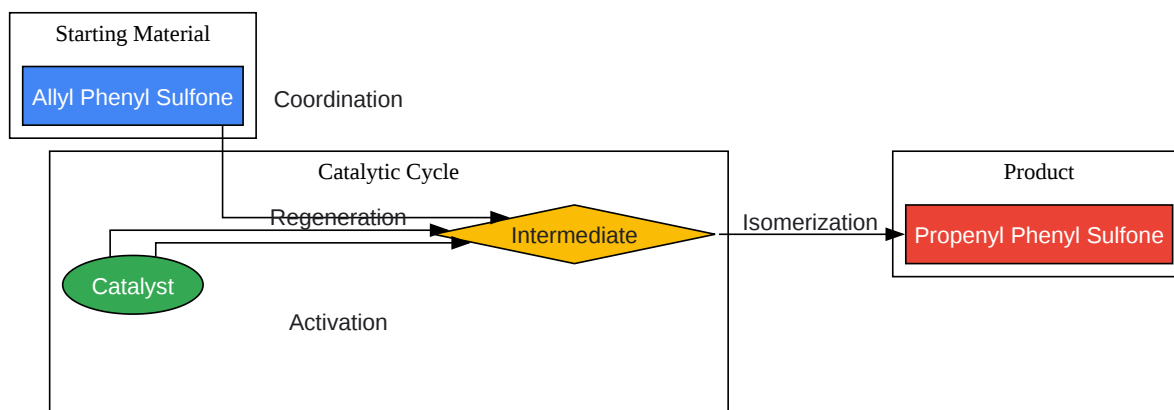 Starting Material
Allyl Phenyl Sulfone
Coordination
Catalytic Cycle
Product
Regeneration
Intermediate
Isomerization
Propenyl Phenyl Sulfone
Catalyst
Activation